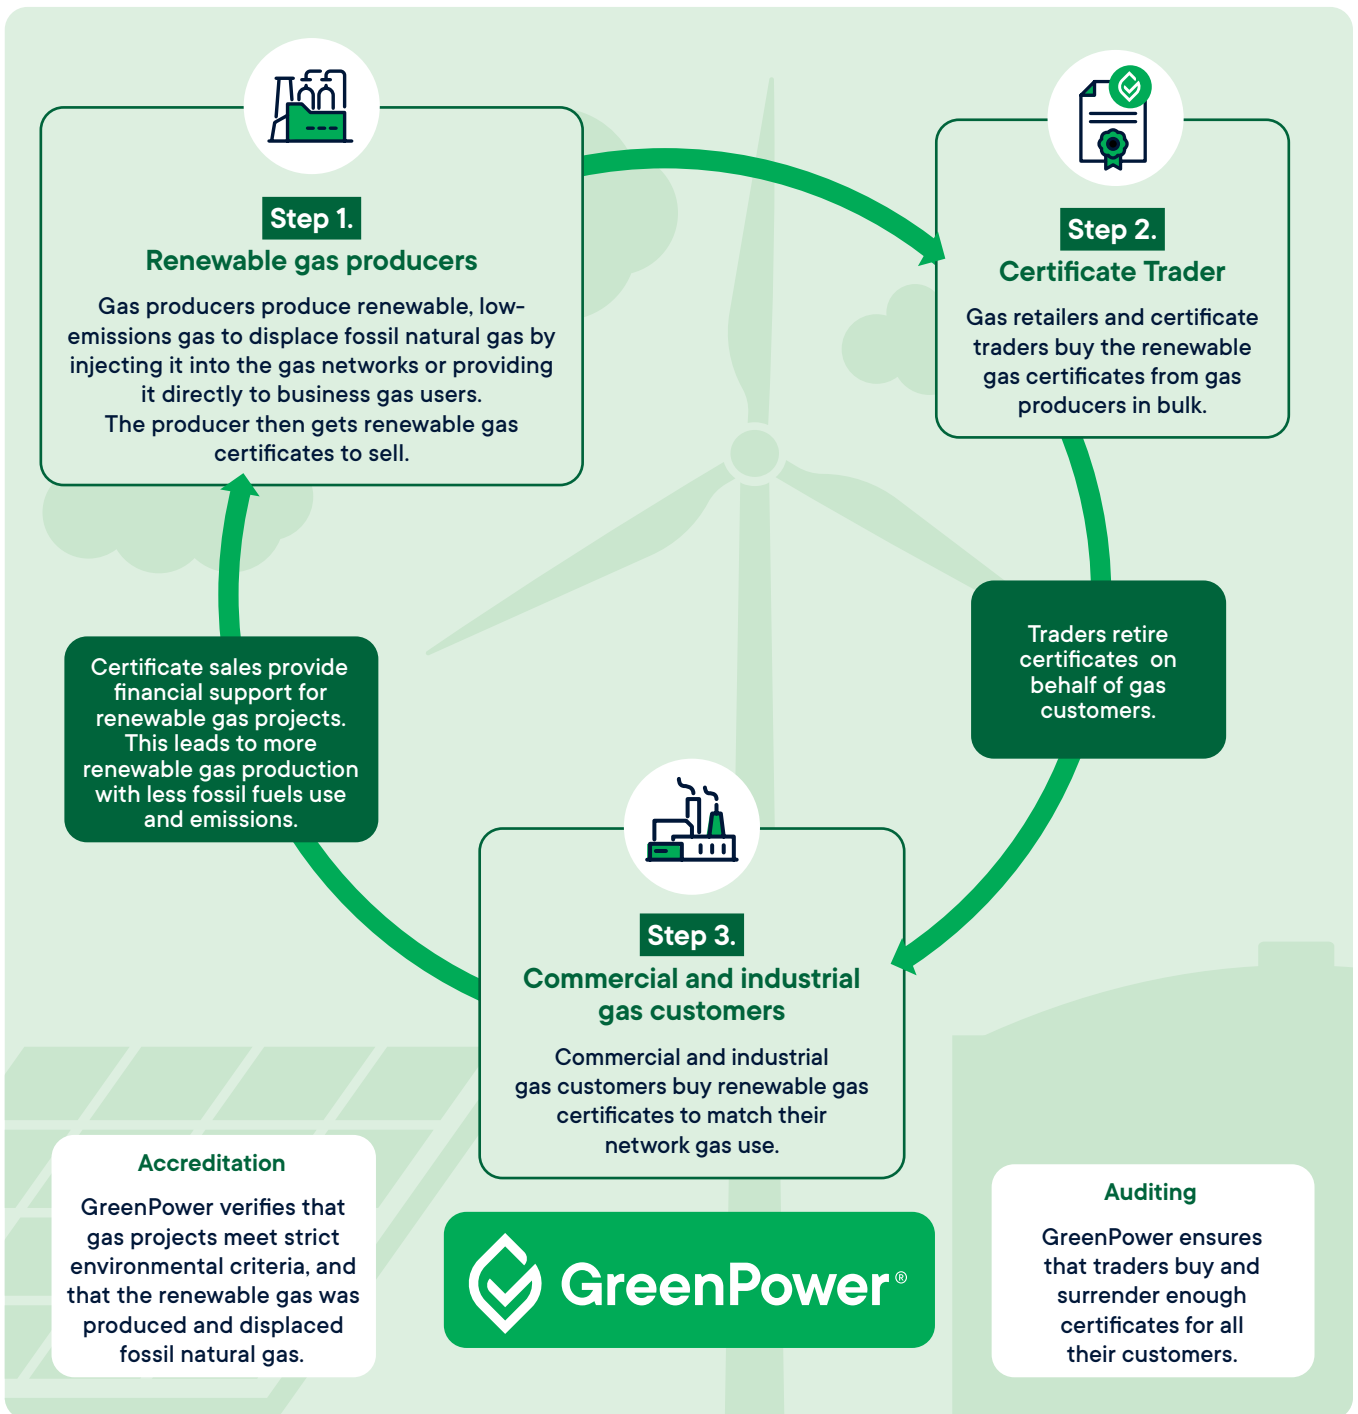 Step 1.
Renewable gas producers
Gas producers produce renewable, low-
emissions gas to displace fossil natural gas by
injecting it into the gas networks or providing
it directly to business gas users.
The producer then gets renewable gas
certificates to sell.
Step 2.
Certificate Trader
Gas retailers and certificate
traders buy the renewable
gas certificates from gas
producers in bulk.
Traders retire
certificates on
behalf of gas
customers.
Step 3.
Commercial and industrial
gas customers
Commercial and industrial
gas customers buy renewable gas
certificates to match their
network gas use.
Certificate sales provide
financial support for
renewable gas projects.
This leads to more
renewable gas production
with less fossil fuels use
and emissions.
Accreditation
GreenPower verifies that
gas projects meet strict
environmental criteria, and
that the renewable gas was
produced and displaced
fossil natural gas.
GreenPower®
Auditing
GreenPower ensures
that traders buy and
surrender enough
certificates for all
their customers.